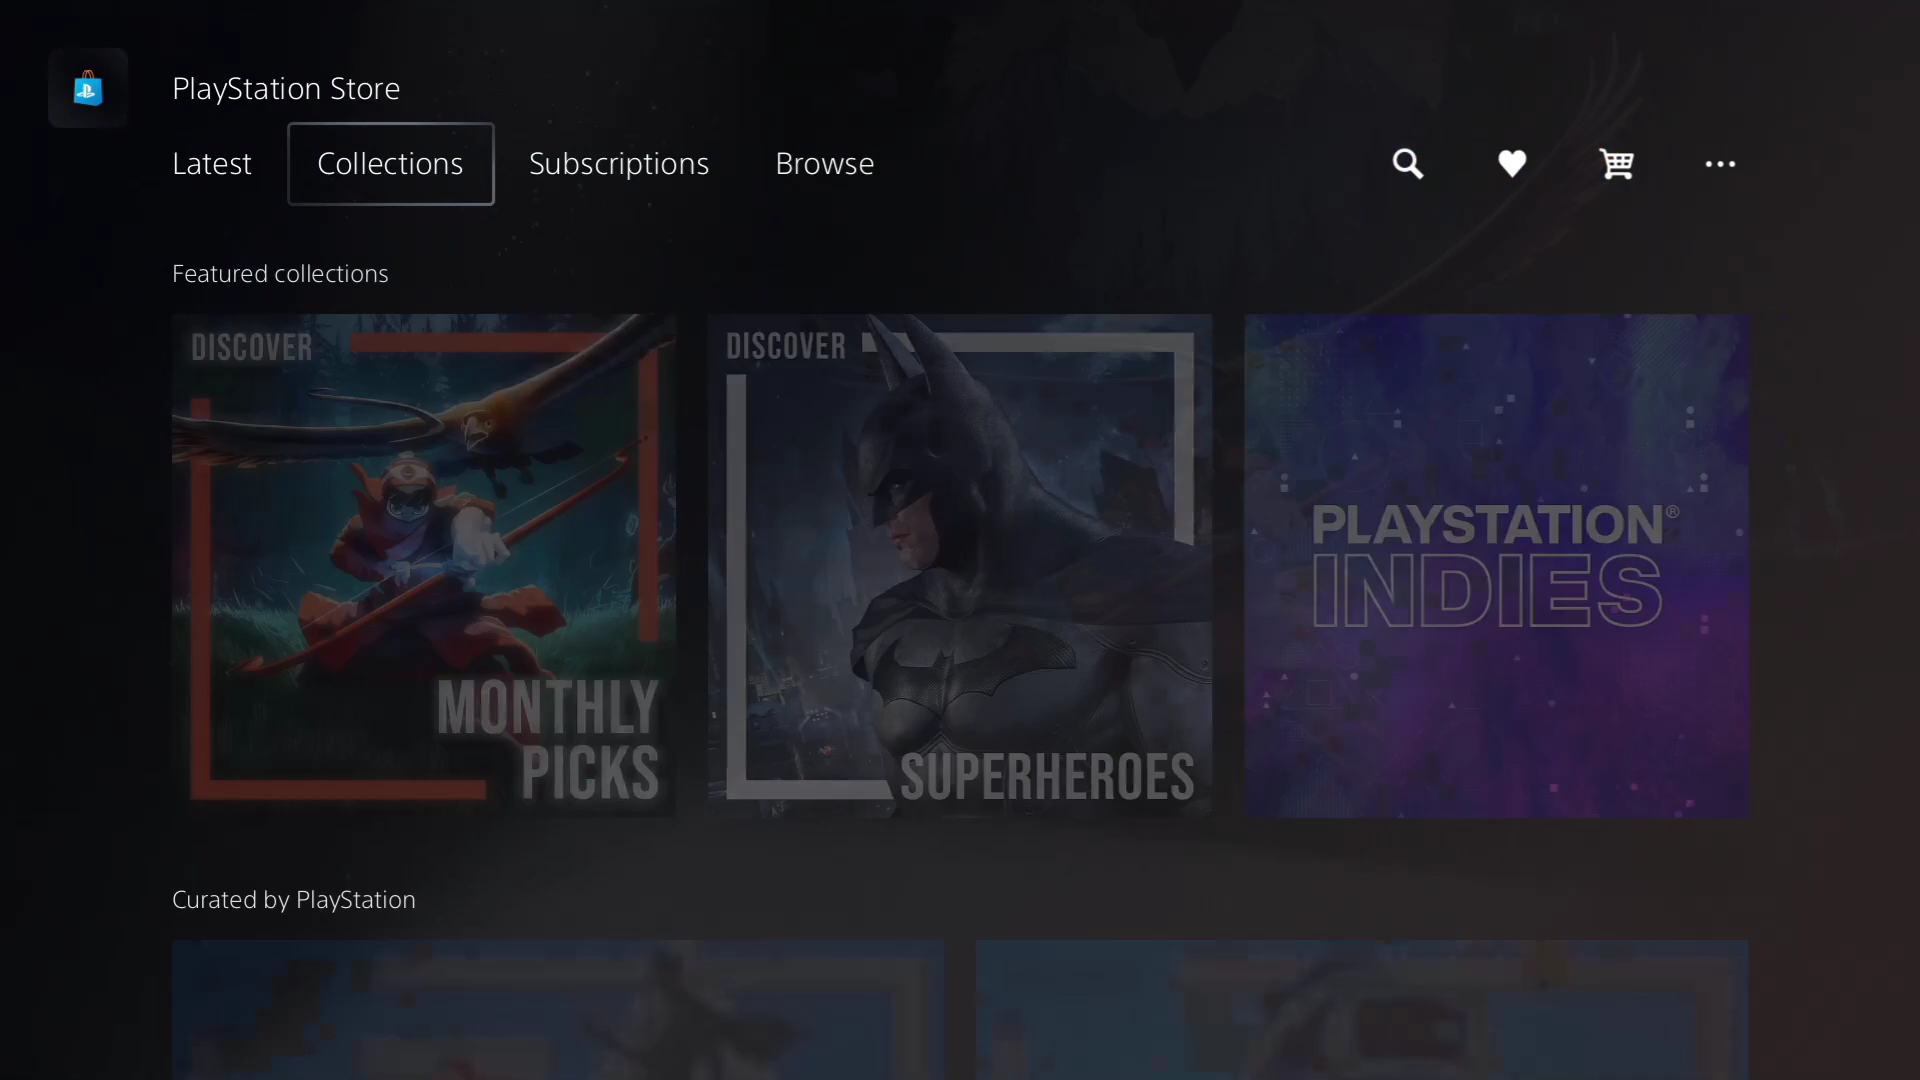 PlayStation Store
Latest
Collections
Subscriptions
Browse
Featured collections
DISCOVER
MONTHLY
PICKS
DISCOVER
SUPERHEROES
PLAYSTATION®
INDIES
Curated by PlayStation